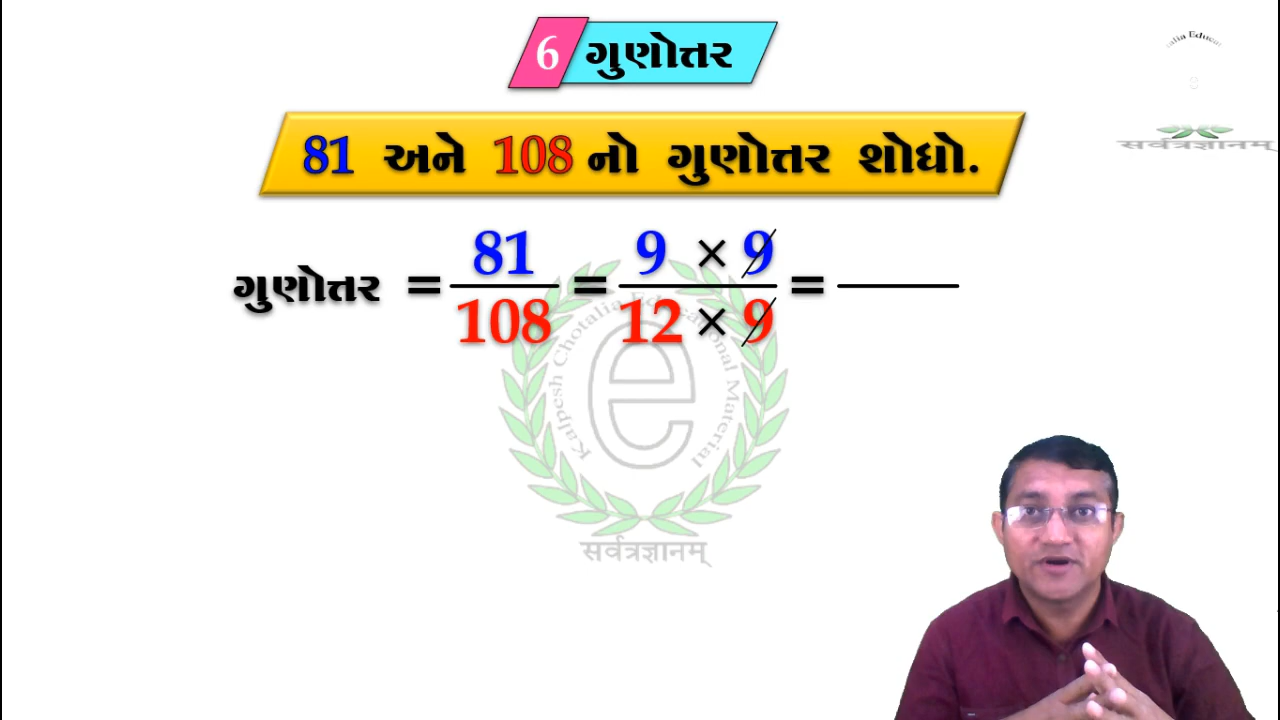 6 ગુણોત્તર
81 અને 108 નો ગુણોત્તર શોધો.
ગુણોત્તર = 81/108 = 9 × 9/12 × 9 =
Kalpesh Chotalia Educational Material
e
સર્વત્રજ્ઞાનમ્
સર્વત્રજ્ઞાનમ્